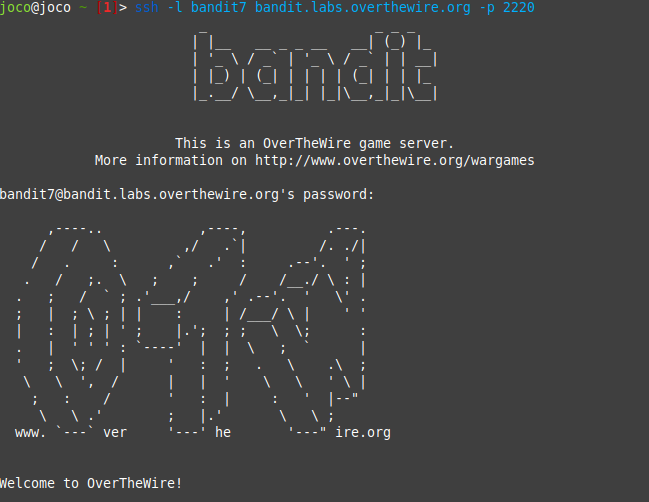 joco@joco ~ [1]> ssh -l bandit7 bandit.labs.overthewire.org -p 2220
bandit
This is an OverTheWire game server.
More information on http://www.overthewire.org/wargames
bandit7@bandit.labs.overthewire.org's password:
www. `---` ver '---' he '---" ire.org
Welcome to OverTheWire!